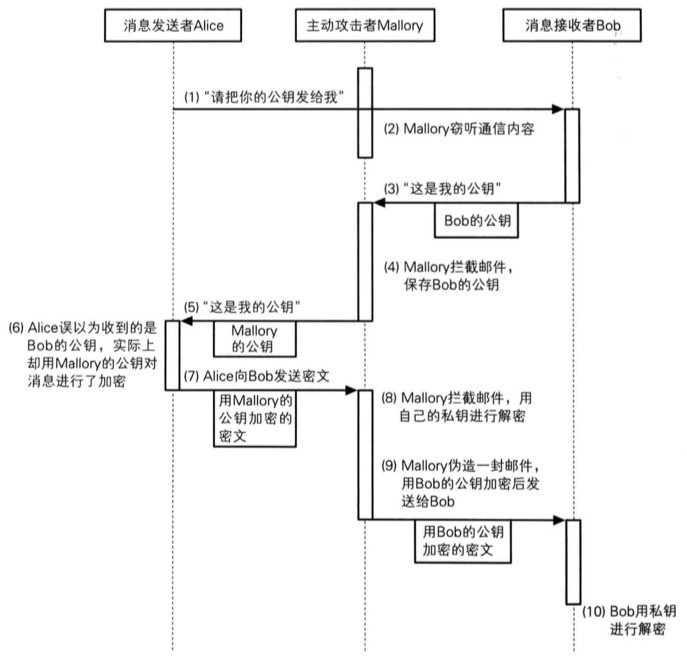 消息发送者Alice
主动攻击者Mallory
消息接收者Bob
(1) “请把你的公钥发给我”
(2) Mallory窃听通信内容
(3) “这是我的公钥”
Bob的公钥
(4) Mallory拦截邮件，
保存Bob的公钥
(5) “这是我的公钥”
Mallory
的公钥
(6) Alice误以为收到的是
Bob的公钥，实际上
却用Mallory的公钥对
消息进行了加密
(7) Alice向Bob发送密文
用Mallory的
公钥加密的
密文
(8) Mallory拦截邮件，用
自己的私钥进行解密
(9) Mallory伪造一封邮件，
用Bob的公钥加密后发
送给Bob
用Bob的公钥
加密的密文
(10) Bob用私钥
进行解密